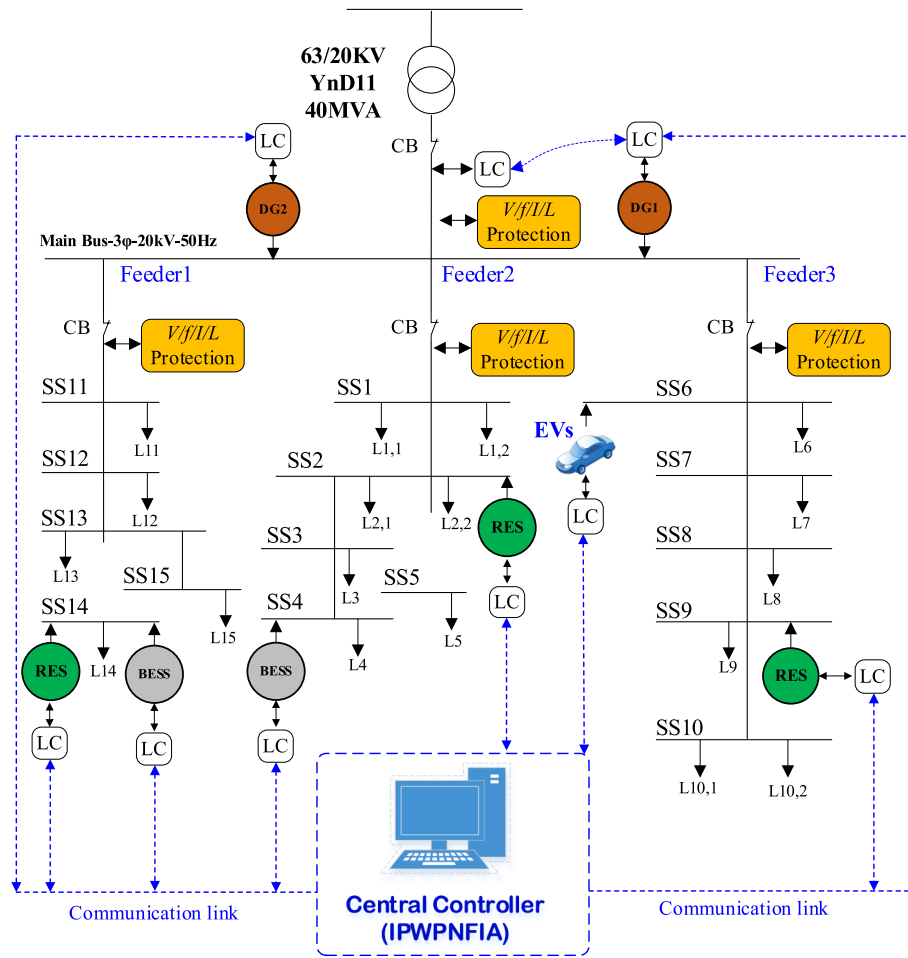 63/20KV
YnD11
40MVA
CB
LC
LC
LC
DG2
DG1
V/f/I/L
Protection
Main Bus-3φ-20kV-50Hz
Feeder1
Feeder2
Feeder3
CB
V/f/I/L
Protection
CB
V/f/I/L
Protection
CB
V/f/I/L
Protection
SS11
L11
SS12
L12
SS13
L13
SS15
L15
SS14
L14
RES
BESS
LC
LC
SS1
L1,1
L1,2
SS2
L2,1
L2,2
RES
LC
SS3
L3
SS5
L5
SS4
L4
BESS
LC
EVs
LC
SS6
L6
SS7
L7
SS8
L8
SS9
L9
RES
LC
SS10
L10,1
L10,2
Communication link
Central Controller
(IPWPNFIA)
Communication link